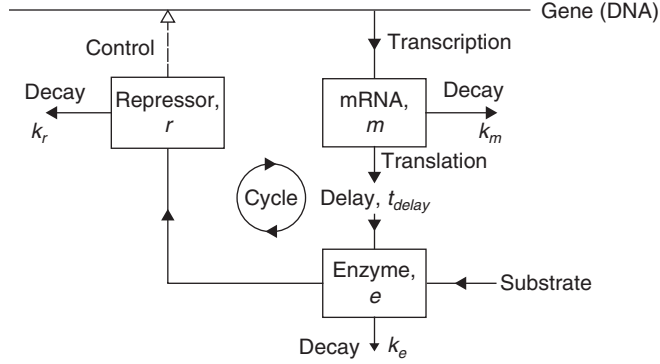 Gene (DNA)
Control
Transcription
Decay
k_r
Repressor,
r
mRNA,
m
Decay
k_m
Translation
Cycle
Delay, t_delay
Enzyme,
e
Substrate
Decay k_e